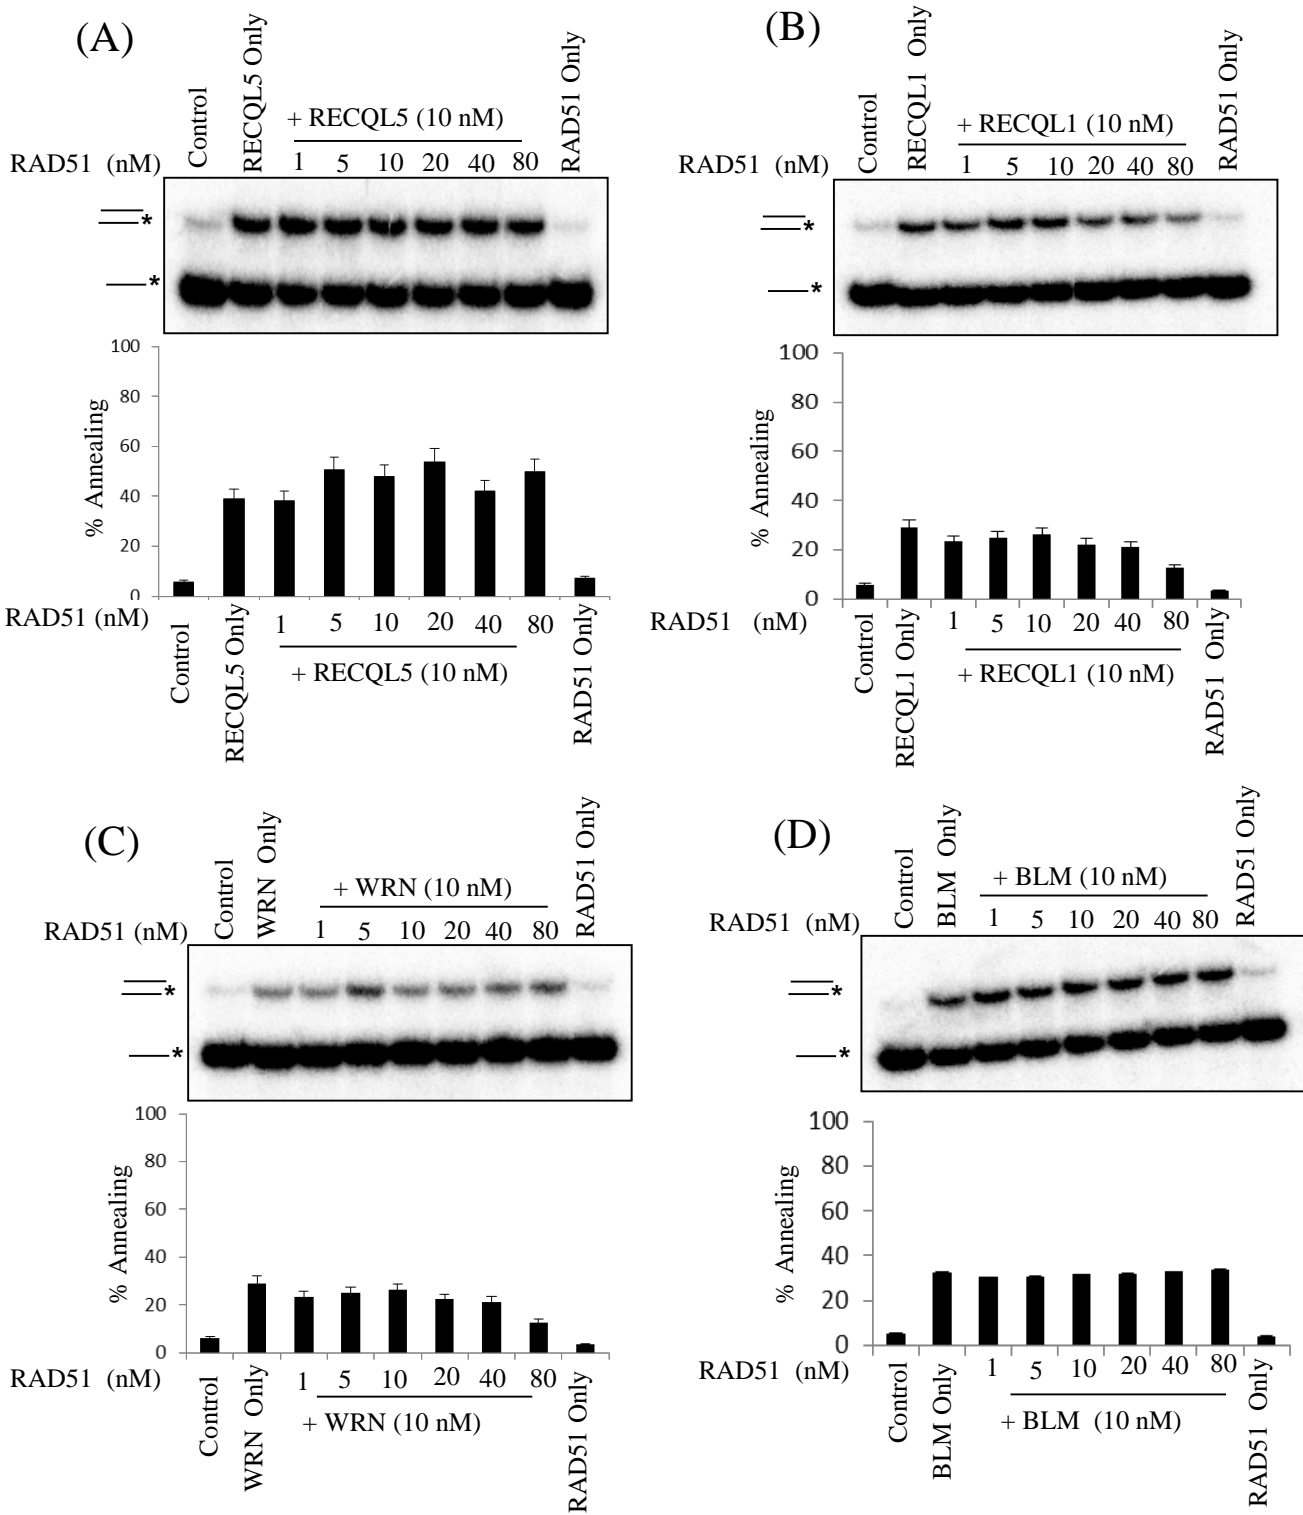 (A)
Control
RECQL5 Only
+ RECQL5 (10 nM)
RAD51 Only
RAD51 (nM) 1 5 10 20 40 80
*
*
% Annealing
100
80
60
40
20
0
RAD51 (nM) 1 5 10 20 40 80
Control
RECQL5 Only
+ RECQL5 (10 nM)
RAD51 Only
(B)
Control
RECQL1 Only
+ RECQL1 (10 nM)
RAD51 Only
RAD51 (nM) 1 5 10 20 40 80
*
*
% Annealing
100
80
60
40
20
0
RAD51 (nM) 1 5 10 20 40 80
Control
RECQL1 Only
+ RECQL1 (10 nM)
RAD51 Only
(C)
Control
WRN Only
+ WRN (10 nM)
RAD51 Only
RAD51 (nM) 1 5 10 20 40 80
*
*
% Annealing
100
80
60
40
20
0
RAD51 (nM) 1 5 10 20 40 80
Control
WRN Only
+ WRN (10 nM)
RAD51 Only
(D)
Control
BLM Only
+ BLM (10 nM)
RAD51 Only
RAD51 (nM) 1 5 10 20 40 80
*
*
% Annealing
100
80
60
40
20
0
RAD51 (nM) 1 5 10 20 40 80
Control
BLM Only
+ BLM (10 nM)
RAD51 Only